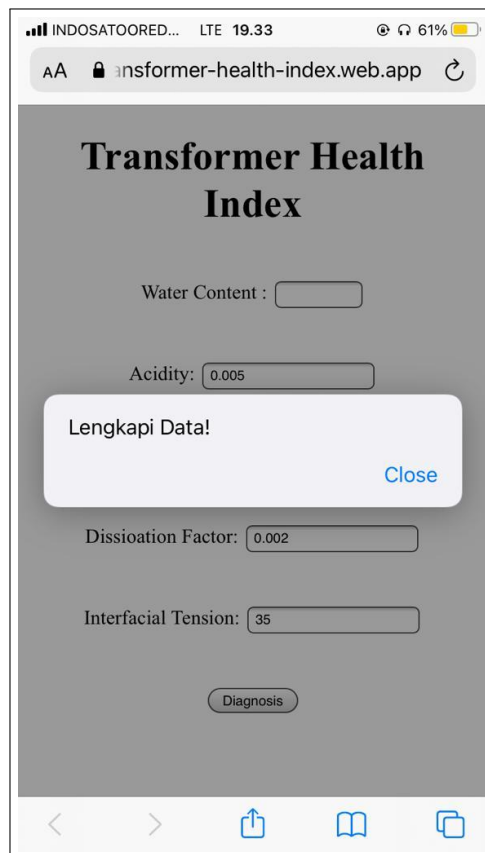 INDOSATOORED... LTE 19.33 61%
AA ansformer-health-index.web.app
Transformer Health
Index
Water Content :
Acidity: 0.005
Lengkapi Data!
Close
Dissioation Factor: 0.002
Interfacial Tension: 35
Diagnosis